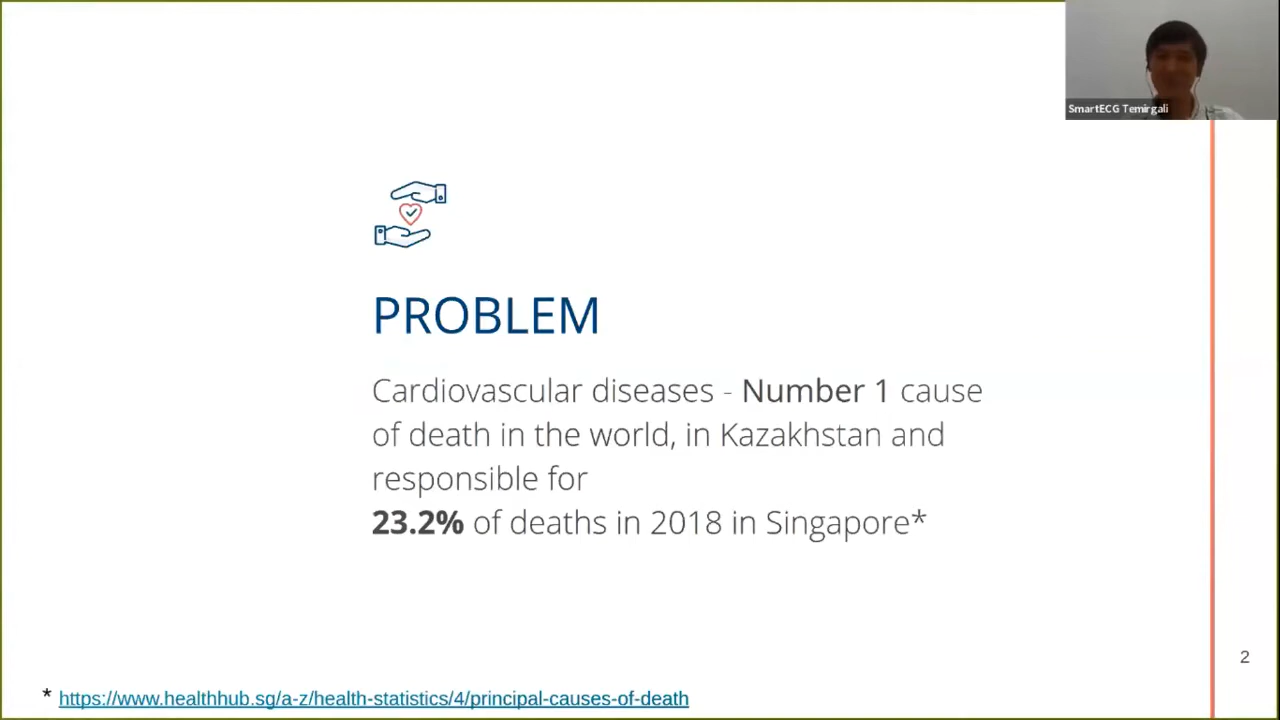 SmartECG Temirgali
PROBLEM
Cardiovascular diseases - Number 1 cause
of death in the world, in Kazakhstan and
responsible for
23.2% of deaths in 2018 in Singapore*
2
* https://www.healthhub.sg/a-z/health-statistics/4/principal-causes-of-death